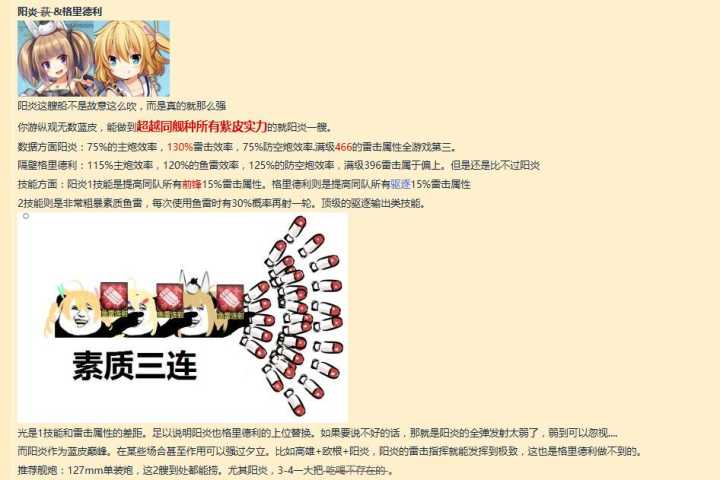 阳炎 萩 &格里德利
阳炎这艘船不是故意这么吹，而是真的就那么强
你游纵观无数蓝皮，能做到超越同舰种所有紫皮实力的就阳炎一艘。
数据方面阳炎：75%的主炮效率，130%雷击效率，75%防空炮效率.满级466的雷击属性全游戏第三。
隔壁格里德利：115%主炮效率，120%的鱼雷效率，125%的防空炮效率，满级396雷击属于偏上。但是还是比不过阳炎
技能方面：阳炎1技能是提高同队所有前锋15%雷击属性。格里德利则是提高同队所有驱逐15%雷击属性
2技能则是非常粗暴素质鱼雷，每次使用鱼雷时有30%概率再射一轮。顶级的驱逐输出类技能。
鱼雷连射 鱼雷连射 鱼雷连射
素质三连
光是1技能和雷击属性的差距。足以说明阳炎也格里德利的上位替换。如果要说不好的话，那就是阳炎的全弹发射太弱了，弱到可以忽视....
而阳炎作为蓝皮巅峰。在某些场合甚至作用可以强过夕立。比如高雄+欧根+阳炎，阳炎的雷击指挥就能发挥到极致，这也是格里德利做不到的。
推荐舰炮：127mm单装炮，这2艘到处都能捞。尤其阳炎，3-4一大把 吃喝不存在的 。